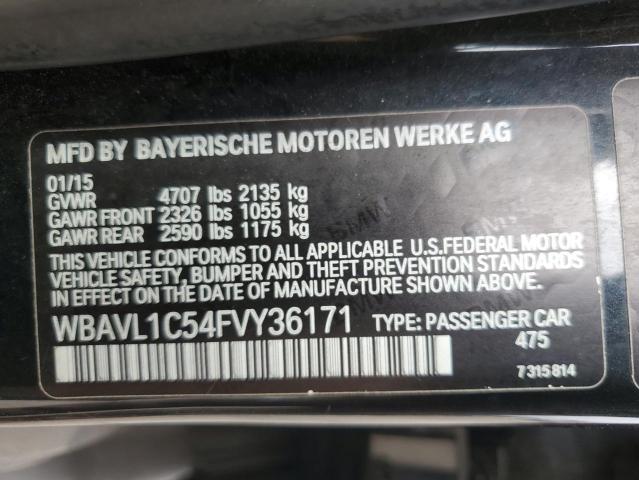 MFD BY BAYERISCHE MOTOREN WERKE AG
01/15
GVWR 4707 lbs 2135 kg
GAWR FRONT 2326 lbs 1055 kg
GAWR REAR 2590 lbs 1175 kg
THIS VEHICLE CONFORMS TO ALL APPLICABLE U.S.FEDERAL MOTOR
VEHICLE SAFETY, BUMPER AND THEFT PREVENTION STANDARDS
IN EFFECT ON THE DATE OF MANUFACTURE SHOWN ABOVE.
WBAVL1C54FVY36171 TYPE: PASSENGER CAR
475
7315814
BMW